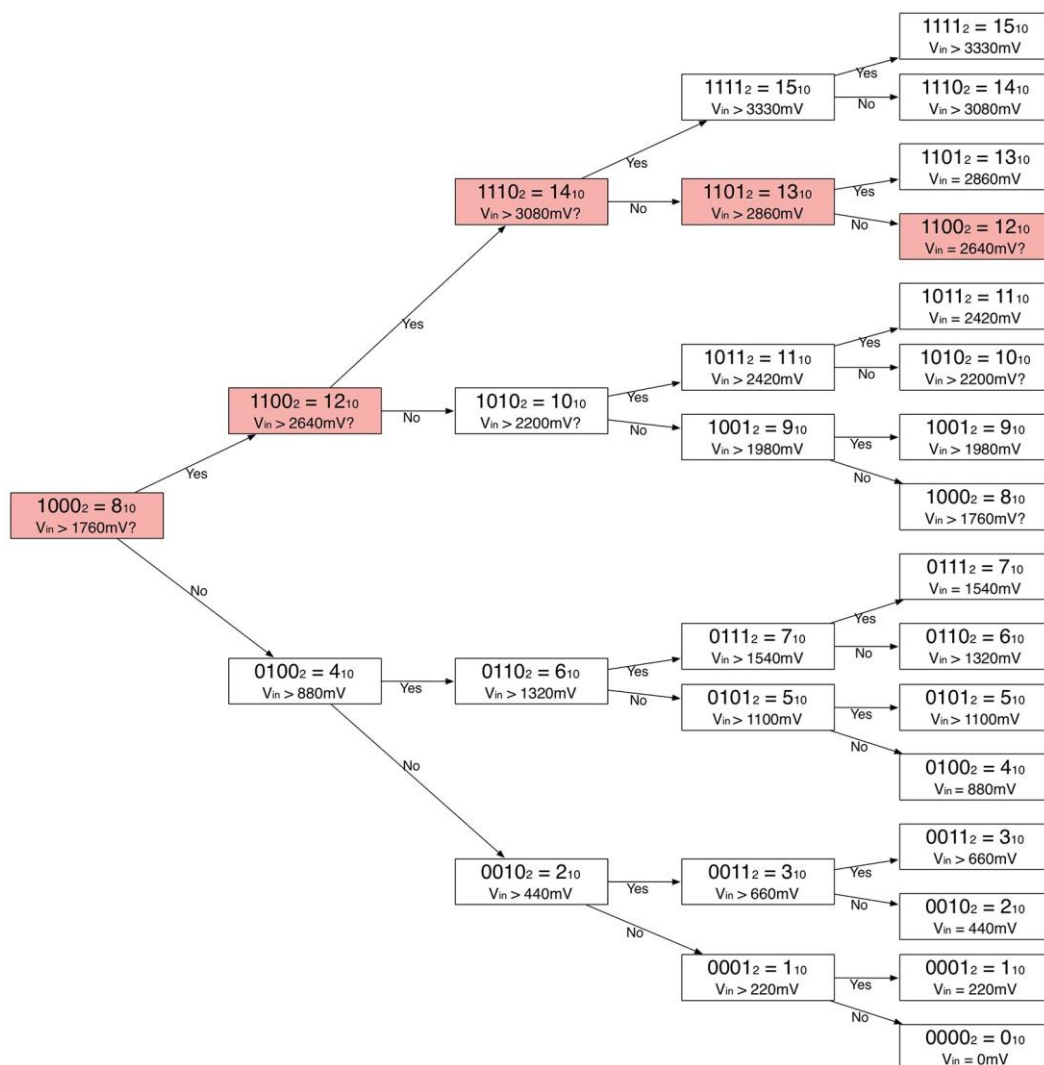 1111₂ = 15₁₀
Vin > 3330mV
Yes
1111₂ = 15₁₀
Vin > 3330mV
No
1110₂ = 14₁₀
Vin > 3080mV
Yes
1101₂ = 13₁₀
Vin = 2860mV
Yes
1110₂ = 14₁₀
Vin > 3080mV?
No
1101₂ = 13₁₀
Vin > 2860mV
No
1100₂ = 12₁₀
Vin = 2640mV?
1011₂ = 11₁₀
Vin = 2420mV
Yes
Yes
1011₂ = 11₁₀
Vin > 2420mV
No
1010₂ = 10₁₀
Vin > 2200mV?
1100₂ = 12₁₀
Vin > 2640mV?
No
1010₂ = 10₁₀
Vin > 2200mV?
Yes
No
1001₂ = 9₁₀
Vin > 1980mV
Yes
1001₂ = 9₁₀
Vin > 1980mV
Yes
No
1000₂ = 8₁₀
Vin > 1760mV?
1000₂ = 8₁₀
Vin > 1760mV?
No
0111₂ = 7₁₀
Vin = 1540mV
Yes
0111₂ = 7₁₀
Vin > 1540mV
No
0110₂ = 6₁₀
Vin > 1320mV
0100₂ = 4₁₀
Vin > 880mV
Yes
0110₂ = 6₁₀
Vin > 1320mV
Yes
No
0101₂ = 5₁₀
Vin > 1100mV
Yes
0101₂ = 5₁₀
Vin > 1100mV
No
0100₂ = 4₁₀
Vin = 880mV
No
0011₂ = 3₁₀
Vin > 660mV
Yes
0010₂ = 2₁₀
Vin > 440mV
Yes
0011₂ = 3₁₀
Vin > 660mV
No
0010₂ = 2₁₀
Vin = 440mV
No
0001₂ = 1₁₀
Vin > 220mV
Yes
0001₂ = 1₁₀
Vin = 220mV
No
0000₂ = 0₁₀
Vin = 0mV